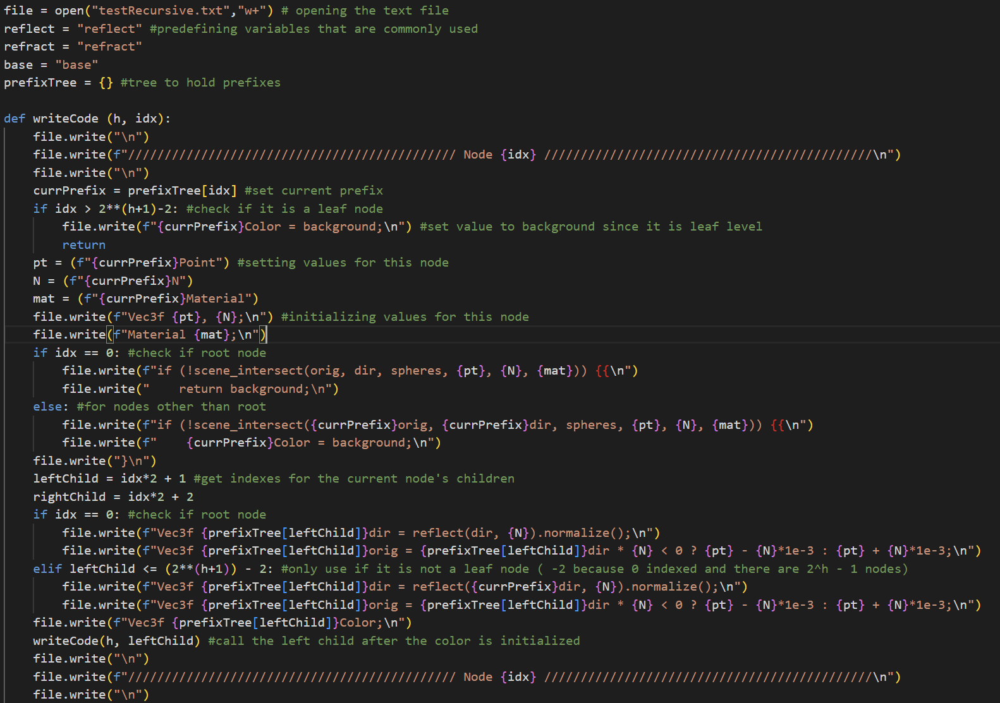 file = open("testRecursive.txt","w+") # opening the text file
reflect = "reflect" #predefining variables that are commonly used
refract = "refract"
base = "base"
prefixTree = {} #tree to hold prefixes

def writeCode (h, idx):
    file.write("\n")
    file.write(f"///////////////////////////////////////////// Node {idx} /////////////////////////////////////////////\n")
    file.write("\n")
    currPrefix = prefixTree[idx] #set current prefix
    if idx > 2**(h+1)-2: #check if it is a leaf node
        file.write(f"{currPrefix}Color = background;\n") #set value to background since it is leaf level
        return
    pt = (f"{currPrefix}Point") #setting values for this node
    N = (f"{currPrefix}N")
    mat = (f"{currPrefix}Material")
    file.write(f"Vec3f {pt}, {N};\n") #initializing values for this node
    file.write(f"Material {mat};\n")
    if idx == 0: #check if root node
        file.write(f"if (!scene_intersect(orig, dir, spheres, {pt}, {N}, {mat})) {{\n")
        file.write("    return background;\n")
    else: #for nodes other than root
        file.write(f"if (!scene_intersect({currPrefix}orig, {currPrefix}dir, spheres, {pt}, {N}, {mat})) {{\n")
        file.write(f"    {currPrefix}Color = background;\n")
    file.write("}\n")
    leftChild = idx*2 + 1 #get indexes for the current node's children
    rightChild = idx*2 + 2
    if idx == 0: #check if root node
        file.write(f"Vec3f {prefixTree[leftChild]}dir = reflect(dir, {N}).normalize();\n")
        file.write(f"Vec3f {prefixTree[leftChild]}orig = {prefixTree[leftChild]}dir * {N} < 0 ? {pt} - {N}*1e-3 : {pt} + {N}*1e-3;\n")
    elif leftChild <= (2**(h+1)) - 2: #only use if it is not a leaf node ( -2 because 0 indexed and there are 2^h - 1 nodes)
        file.write(f"Vec3f {prefixTree[leftChild]}dir = reflect({currPrefix}dir, {N}).normalize();\n")
        file.write(f"Vec3f {prefixTree[leftChild]}orig = {prefixTree[leftChild]}dir * {N} < 0 ? {pt} - {N}*1e-3 : {pt} + {N}*1e-3;\n")
    file.write(f"Vec3f {prefixTree[leftChild]}Color;\n")
    writeCode(h, leftChild) #call the left child after the color is initialized
    file.write("\n")
    file.write(f"///////////////////////////////////////////// Node {idx} /////////////////////////////////////////////\n")
    file.write("\n")